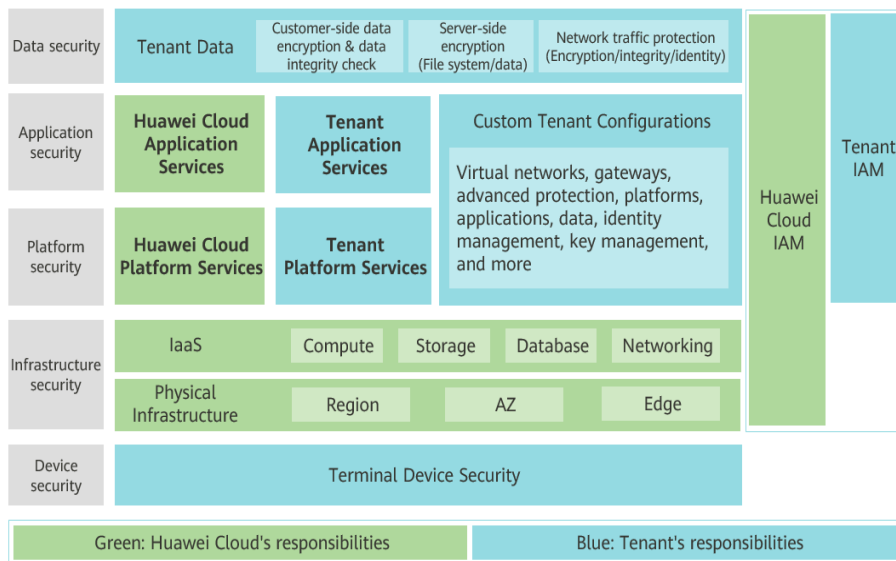 Data security
Tenant Data
Customer-side data
encryption & data
integrity check
Server-side
encryption
(File system/data)
Network traffic protection
(Encryption/integrity/identity)
Application
security
Huawei Cloud
Application
Services
Tenant
Application
Services
Custom Tenant Configurations
Virtual networks, gateways,
advanced protection, platforms,
applications, data, identity
management, key management,
and more
Platform
security
Huawei Cloud
Platform Services
Tenant
Platform Services
Huawei
Cloud
IAM
Tenant
IAM
Infrastructure
security
IaaS
Compute
Storage
Database
Networking
Physical
Infrastructure
Region
AZ
Edge
Device
security
Terminal Device Security
Green: Huawei Cloud's responsibilities
Blue: Tenant's responsibilities